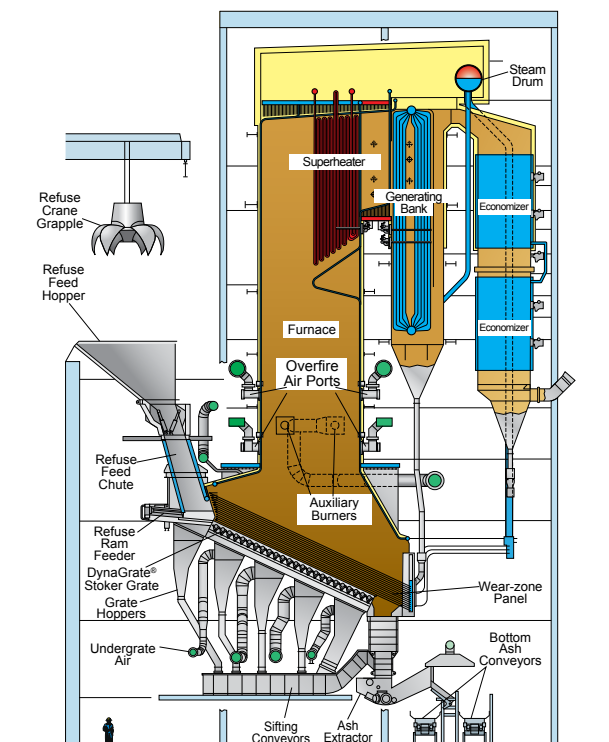 Steam
Drum
Superheater
Refuse
Crane
Grapple
Generating
Bank
Economizer
Refuse
Feed
Hopper
Furnace
Economizer
Overfire
Air Ports
Refuse
Feed
Chute
Auxiliary
Burners
Refuse
Ram
Feeder
DynaGrate®
Stoker Grate
Wear-zone
Panel
Grate
Hoppers
Undergrate
Air
Bottom
Ash
Conveyors
Sifting
Conveyors
Ash
Extractor